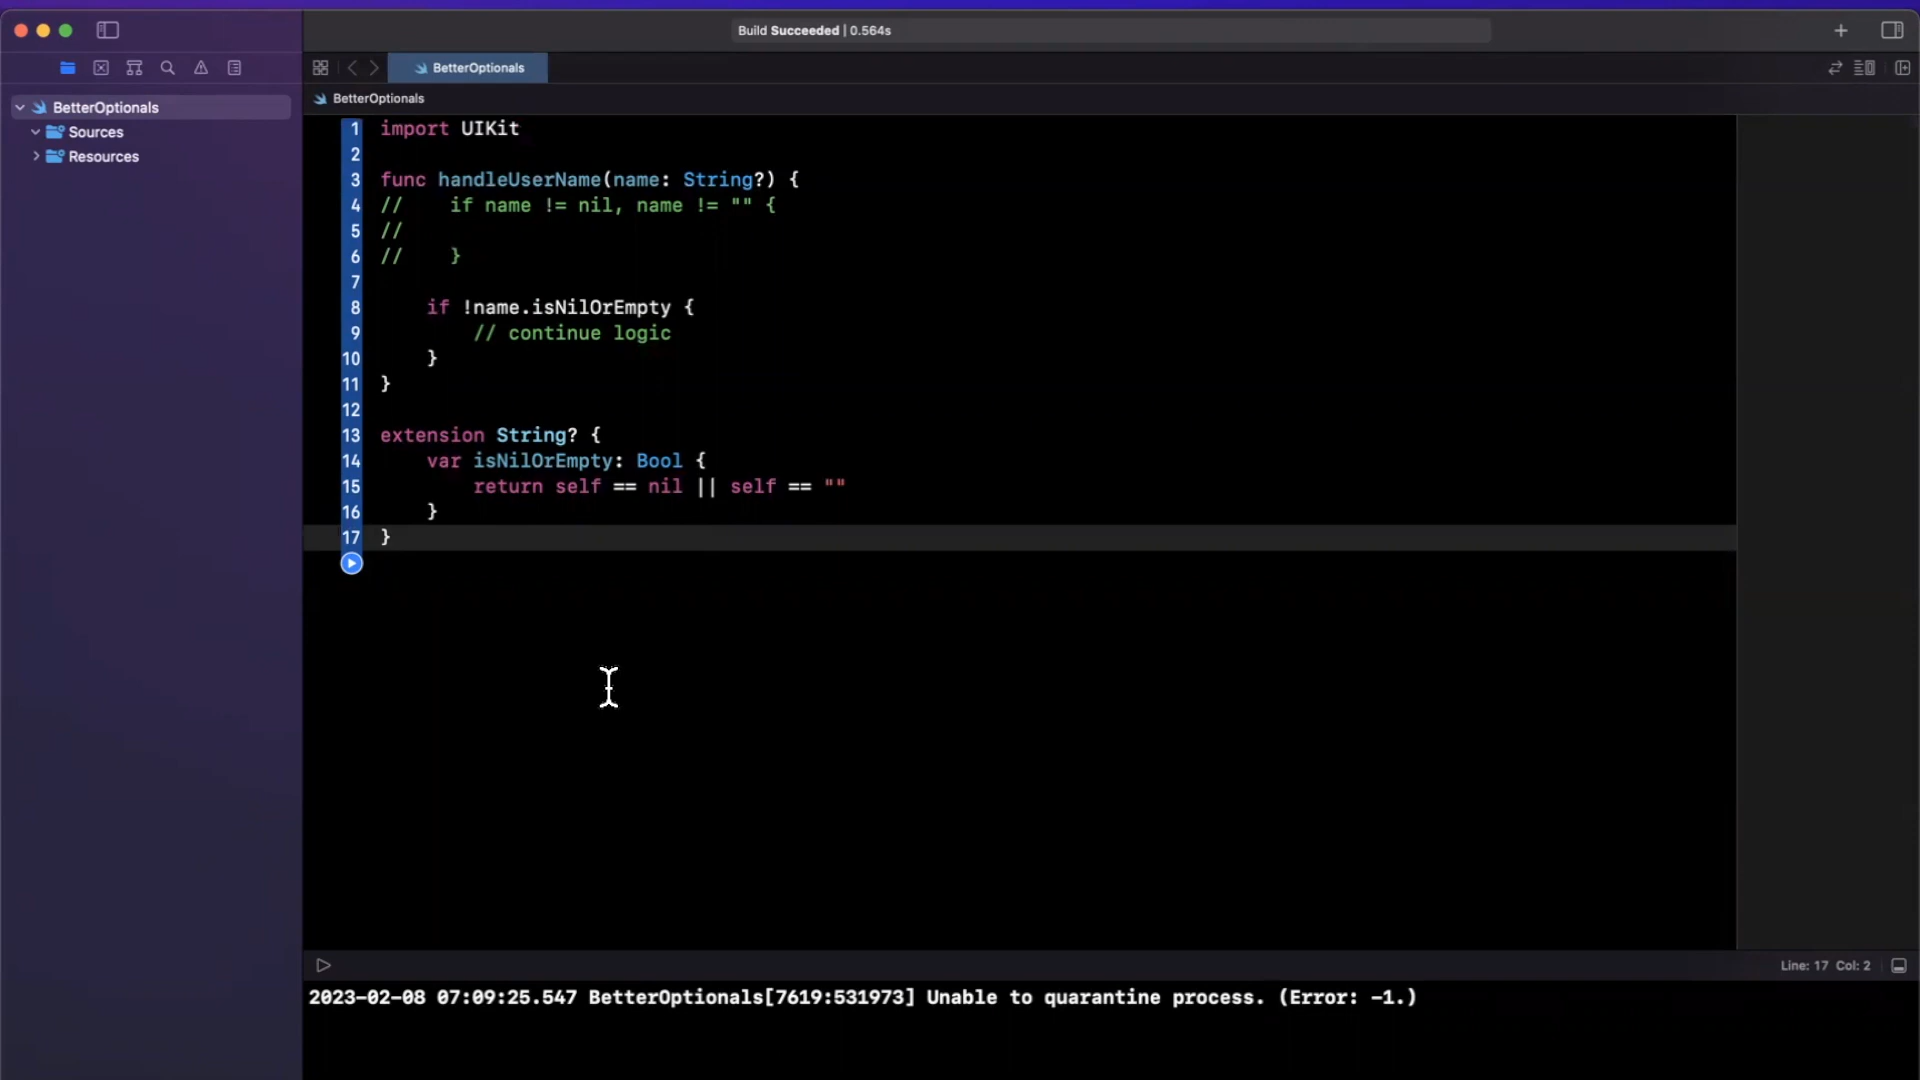 Build Succeeded | 0.564s
BetterOptionals
BetterOptionals
BetterOptionals
Sources
Resources
1 import UIKit
2
3 func handleUserName(name: String?) {
4 //    if name != nil, name != "" {
5 //
6 //    }
7
8     if !name.isNilOrEmpty {
9         // continue logic
10     }
11 }
12
13 extension String? {
14     var isNilOrEmpty: Bool {
15         return self == nil || self == ""
16     }
17 }
Line: 17 Col: 2
2023-02-08 07:09:25.547 BetterOptionals[7619:531973] Unable to quarantine process. (Error: -1.)